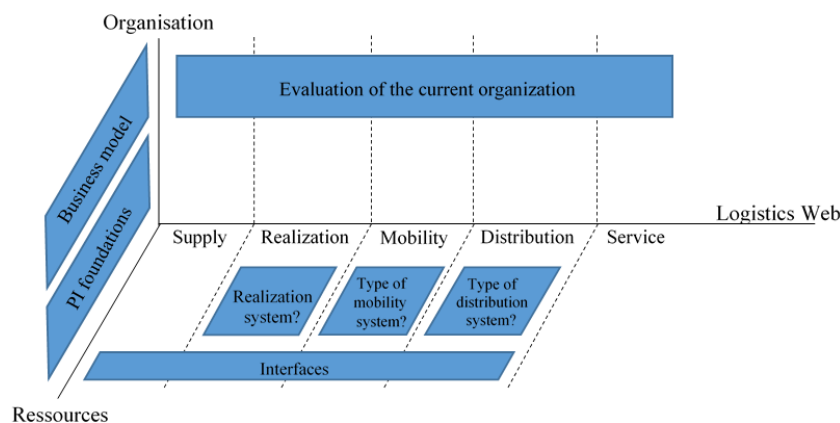 Organisation
Evaluation of the current organization
Business model
PI foundations
Logistics Web
Supply
Realization
Mobility
Distribution
Service
Realization
system?
Type of
mobility
system?
Type of
distribution
system?
Interfaces
Ressources